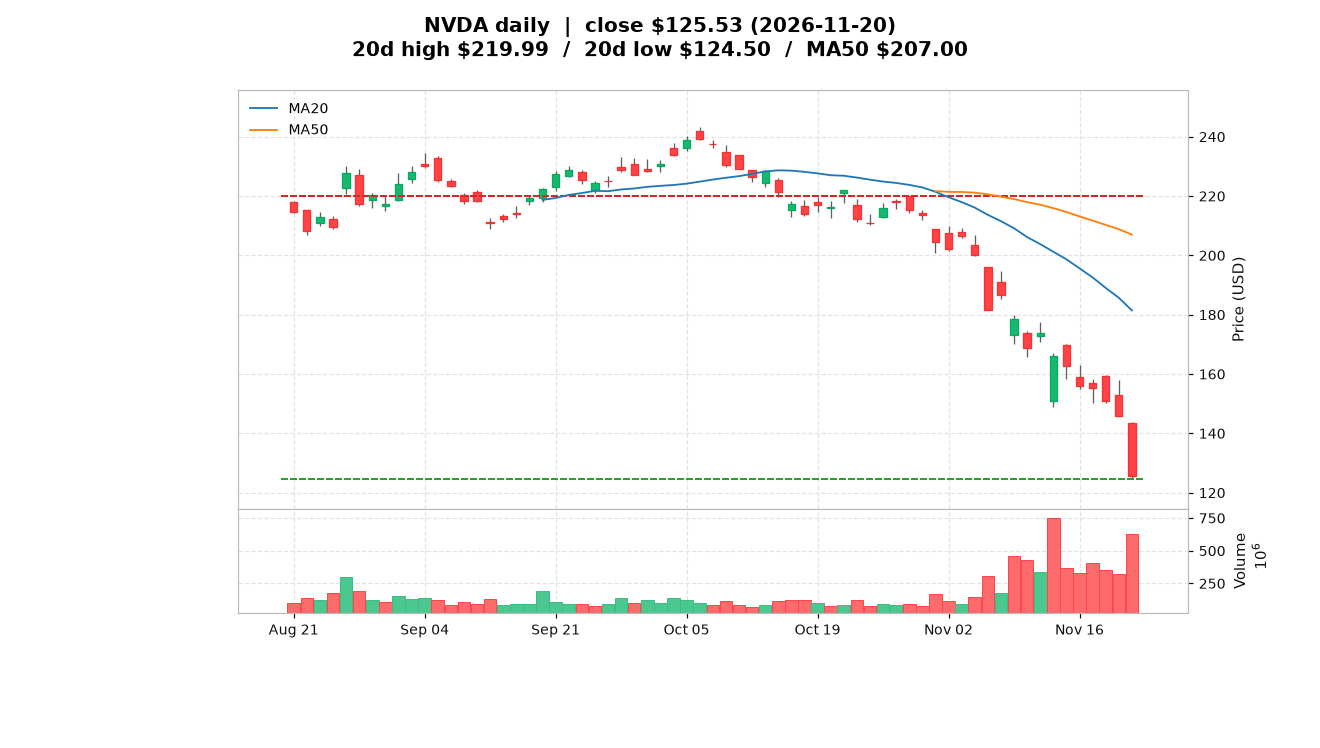 NVDA daily | close $125.53 (2026-11-20)
20d high $219.99 / 20d low $124.50 / MA50 $207.00
MA20
MA50
240
220
200
180
160
140
120
Price (USD)
750
500
250
Volume
10⁶
Aug 21
Sep 04
Sep 21
Oct 05
Oct 19
Nov 02
Nov 16